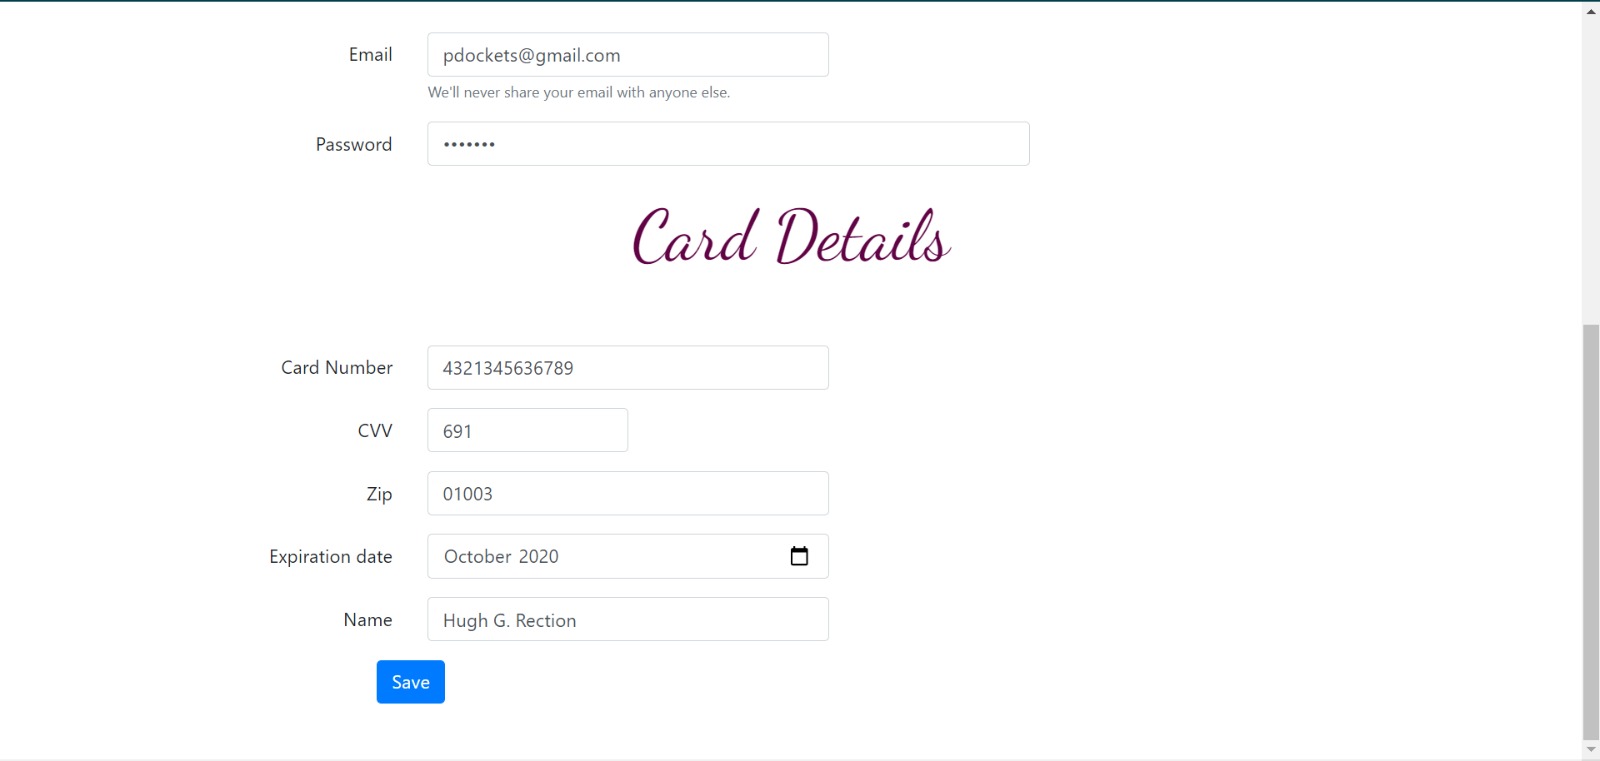 Email pdockets@gmail.com
We'll never share your email with anyone else.
Password •••••••
Card Details
Card Number 4321345636789
CVV 691
Zip 01003
Expiration date October 2020
Name Hugh G. Rection
Save